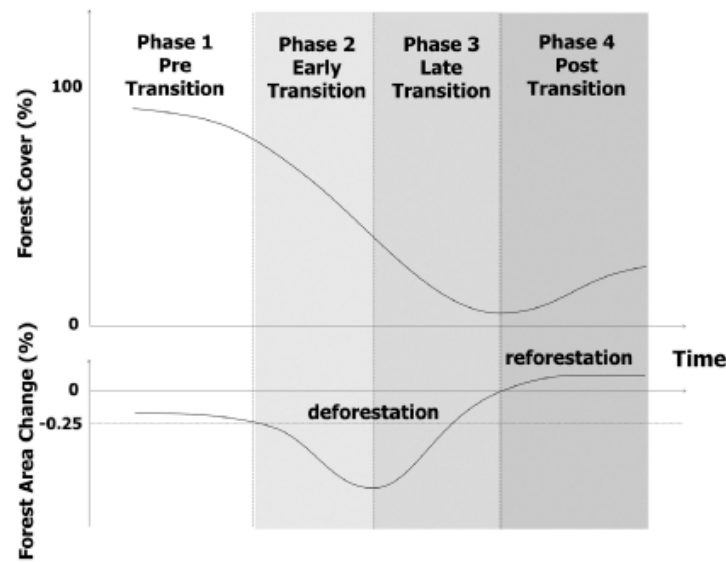 Phase 1
Pre
Transition
Phase 2
Early
Transition
Phase 3
Late
Transition
Phase 4
Post
Transition
100
Forest Cover (%)
0
Time
reforestation
0
deforestation
-0.25
Forest Area Change (%)